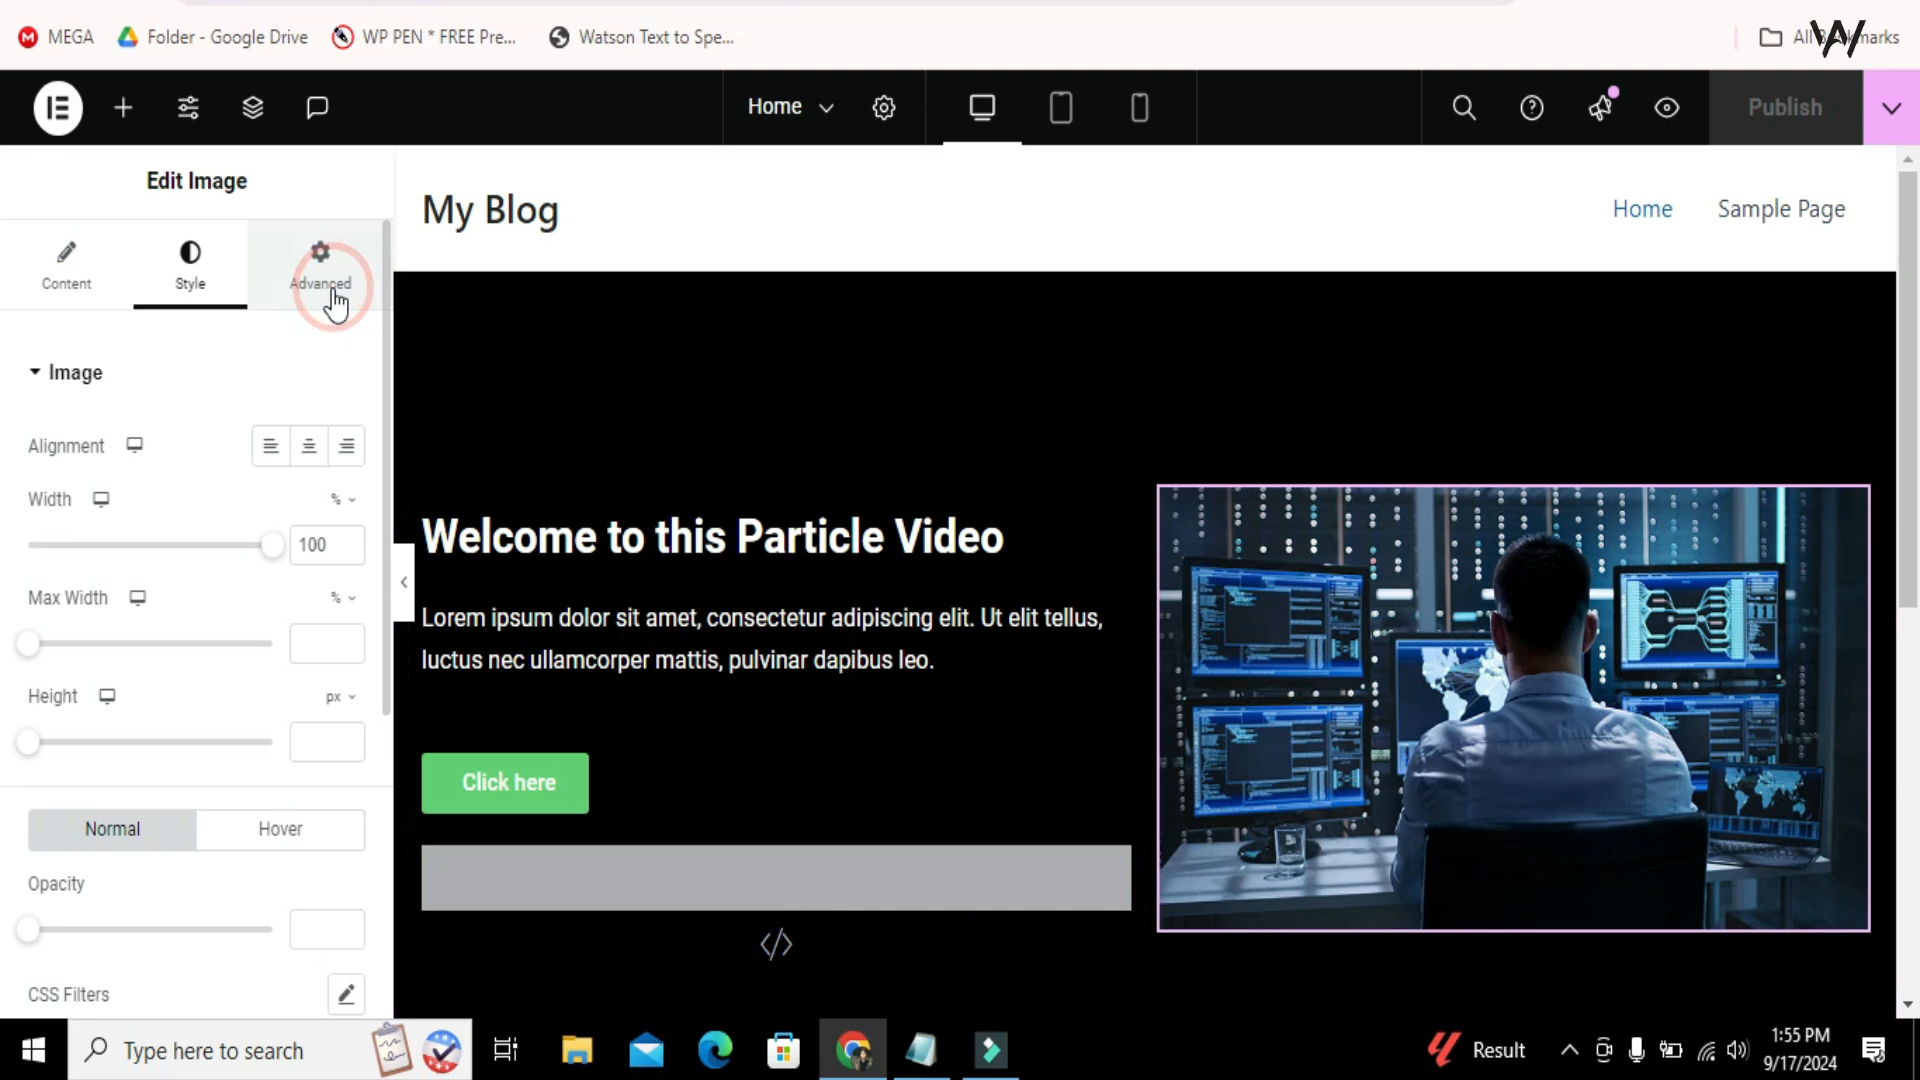 MEGA
Folder - Google Drive
WP PEN * FREE Pre...
Watson Text to Spe...
Home
Publish
Edit Image
Content
Style
Advanced
Image
Alignment
Width
%
100
Max Width
%
Height
px
Normal
Hover
Opacity
CSS Filters
My Blog
Home
Sample Page
Welcome to this Particle Video
Lorem ipsum dolor sit amet, consectetur adipiscing elit. Ut elit tellus,
luctus nec ullamcorper mattis, pulvinar dapibus leo.
Click here
Type here to search
Result
1:55 PM
9/17/2024